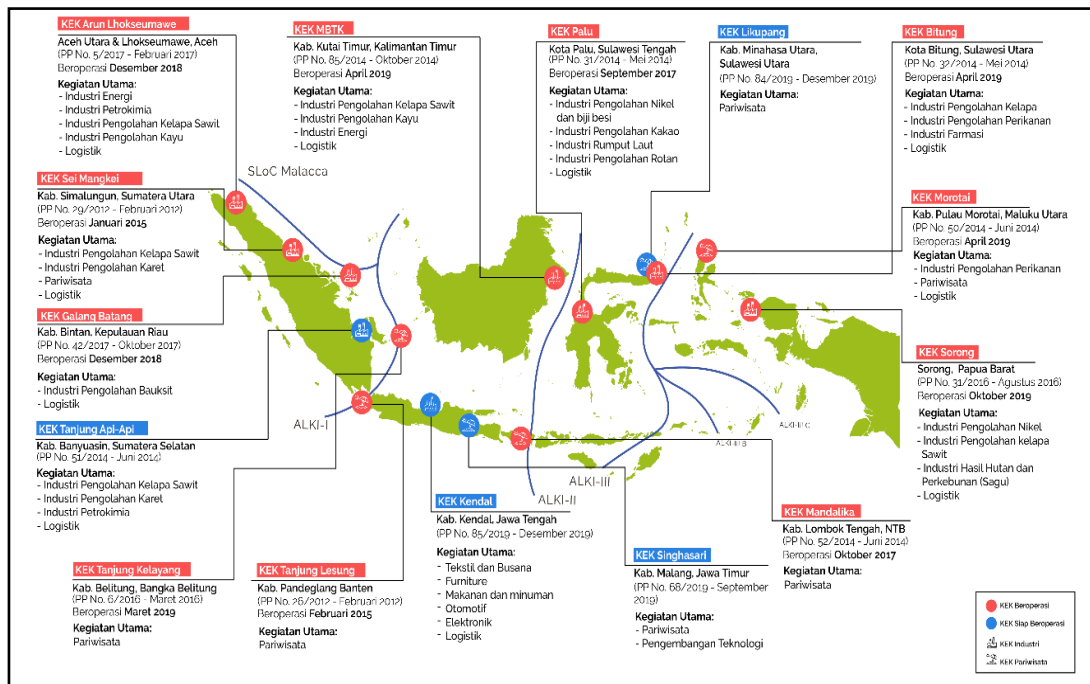 KEK Arun Lhokseumawe
Aceh Utara & Lhokseumawe, Aceh
(PP No. 5/2017 - Februari 2017)
Beroperasi Desember 2018
Kegiatan Utama:
- Industri Energi
- Industri Petrokimia
- Industri Pengolahan Kelapa Sawit
- Industri Pengolahan Kayu
- Logistik
KEK MBTK
Kab. Kutai Timur, Kalimantan Timur
(PP No. 85/2014 - Oktober 2014)
Beroperasi April 2019
Kegiatan Utama:
- Industri Pengolahan Kelapa Sawit
- Industri Pengolahan Kayu
- Industri Energi
- Logistik
KEK Palu
Kota Palu, Sulawesi Tengah
(PP No. 31/2014 - Mei 2014)
Beroperasi September 2017
Kegiatan Utama:
- Industri Pengolahan Nikel
dan biji besi
- Industri Pengolahan Kakao
- Industri Rumput Laut
- Industri Pengolahan Rotan
- Logistik
KEK Likupang
Kab. Minahasa Utara,
Sulawesi Utara
(PP No. 84/2019 - Desember 2019)
Kegiatan Utama:
Pariwisata
KEK Bitung
Kota Bitung, Sulawesi Utara
(PP No. 32/2014 - Mei 2014)
Beroperasi April 2019
Kegiatan Utama:
- Industri Pengolahan Kelapa
- Industri Pengolahan Perikanan
- Industri Farmasi
- Logistik
SLoC Malacca
KEK Sei Mangkei
Kab. Simalungun, Sumatera Utara
(PP No. 29/2012 - Februari 2012)
Beroperasi Januari 2015
Kegiatan Utama:
- Industri Pengolahan Kelapa Sawit
- Industri Pengolahan Karet
- Pariwisata
- Logistik
KEK Morotai
Kab. Pulau Morotai, Maluku Utara
(PP No. 50/2014 - Juni 2014)
Beroperasi April 2019
Kegiatan Utama:
- Industri Pengolahan Perikanan
- Pariwisata
- Logistik
KEK Galang Batang
Kab. Bintan, Kepulauan Riau
(PP No. 42/2017 - Oktober 2017)
Beroperasi Desember 2018
Kegiatan Utama:
- Industri Pengolahan Bauksit
- Logistik
KEK Sorong
Sorong, Papua Barat
(PP No. 31/2016 - Agustus 2016)
Beroperasi Oktober 2019
Kegiatan Utama:
- Industri Pengolahan Nikel
- Industri Pengolahan kelapa
Sawit
- Industri Hasil Hutan dan
Perkebunan (Sagu)
- Logistik
KEK Tanjung Api-Api
Kab. Banyuasin, Sumatera Selatan
(PP No. 51/2014 - Juni 2014)
Kegiatan Utama:
- Industri Pengolahan Kelapa Sawit
- Industri Pengolahan Karet
- Industri Petrokimia
- Logistik
ALKI-I
ALKI-II
ALKI-III
ALKI-III B
ALKI-III C
KEK Kendal
Kab. Kendal, Jawa Tengah
(PP No. 85/2019 - Desember 2019)
Kegiatan Utama:
- Tekstil dan Busana
- Furniture
- Makanan dan minuman
- Otomotif
- Elektronik
- Logistik
KEK Mandalika
Kab. Lombok Tengah, NTB
(PP No. 52/2014 - Juni 2014)
Beroperasi Oktober 2017
Kegiatan Utama:
Pariwisata
KEK Singhasari
Kab. Malang, Jawa Timur
(PP No. 68/2019 - September
2019)
Kegiatan Utama:
- Pariwisata
- Pengembangan Teknologi
KEK Tanjung Kelayang
Kab. Belitung, Bangka Belitung
(PP No. 6/2016 - Maret 2016)
Beroperasi Maret 2019
Kegiatan Utama:
Pariwisata
KEK Tanjung Lesung
Kab. Pandeglang Banten
(PP No. 26/2012 - Februari 2012)
Beroperasi Februari 2015
Kegiatan Utama:
Pariwisata
KEK Beroperasi
KEK Siap Beroperasi
KEK Industri
KEK Pariwisata